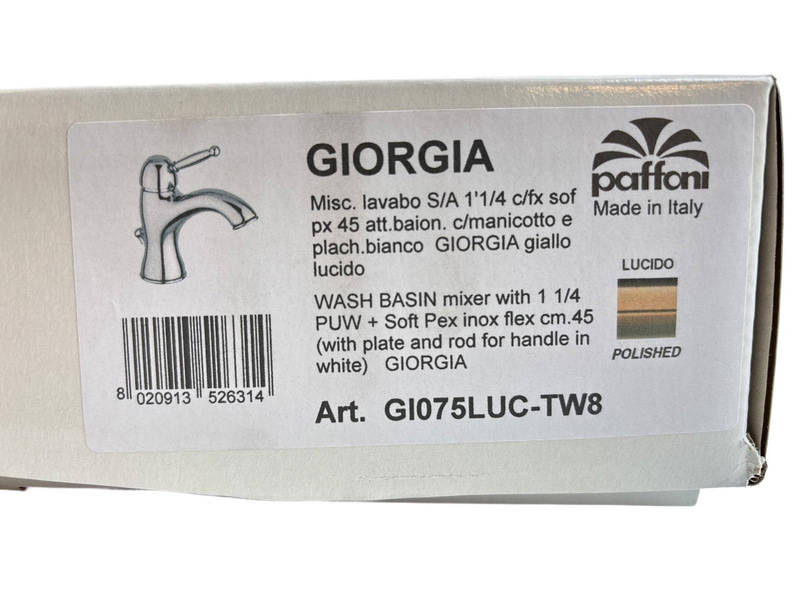 GIORGIA
Misc. lavabo S/A 1'1/4 c/fx sof
px 45 att.baion. c/manicotto e
plach.bianco GIORGIA giallo
lucido
WASH BASIN mixer with 1 1/4
PUW + Soft Pex inox flex cm.45
(with plate and rod for handle in
white) GIORGIA
Art. GI075LUC-TW8
paffoni
Made in Italy
LUCIDO
POLISHED
8 020913 526314